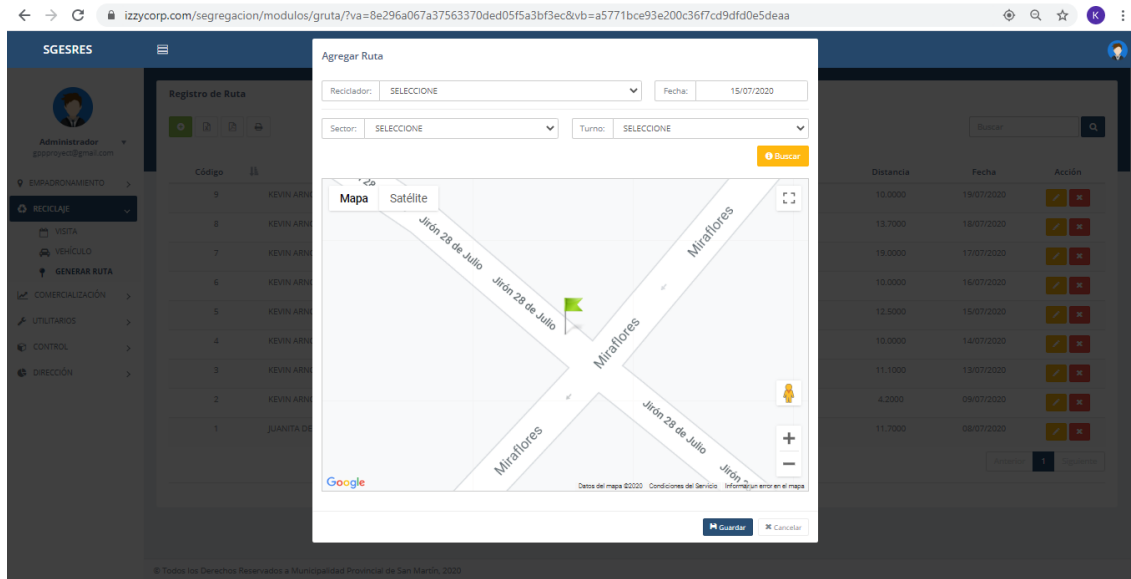 izzycorp.com/segregacion/modulos/gruta/?va=8e296a067a37563370ded05f5a3bf3ec&vb=a5771bce93e200c36f7cd9dfd0e5deaa
K
SGESRES
Administrador
EMPADRONAMIENTO
RECICLAJE
VISITA
VEHÍCULO
GENERAR RUTA
COMERCIALIZACIÓN
UTILITARIOS
CONTROL
DIRECCIÓN
Registro de Ruta
Buscar
Código Distancia Fecha Acción
9 KEVIN ARN 10.0000 19/07/2020
8 KEVIN ARN 13.7000 18/07/2020
7 KEVIN ARN 19.0000 17/07/2020
6 KEVIN ARN 10.0000 16/07/2020
5 KEVIN ARN 12.5000 15/07/2020
4 KEVIN ARN 10.0000 14/07/2020
3 KEVIN ARN 11.1000 13/07/2020
2 KEVIN ARN 4.2000 09/07/2020
1 JUANITA DE 11.7000 08/07/2020
Anterior 1 Siguiente
Agregar Ruta
Reciclador: SELECCIONE Fecha: 15/07/2020
Sector: SELECCIONE Turno: SELECCIONE
Buscar
Mapa Satélite
28
Jirón 28 de Julio
Jirón 28 de Julio
Miraflores
Miraflores
Miraflores
Jirón 28 de Julio
Jirón
Google
Datos del mapa ©2020 Condiciones del Servicio Informar un error en el mapa
Guardar Cancelar
© Todos los Derechos Reservados a Municipalidad Provincial de San Martín, 2020